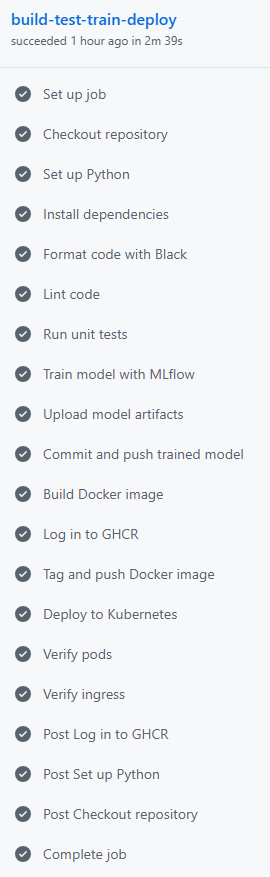 build-test-train-deploy
succeeded 1 hour ago in 2m 39s
Set up job
Checkout repository
Set up Python
Install dependencies
Format code with Black
Lint code
Run unit tests
Train model with MLflow
Upload model artifacts
Commit and push trained model
Build Docker image
Log in to GHCR
Tag and push Docker image
Deploy to Kubernetes
Verify pods
Verify ingress
Post Log in to GHCR
Post Set up Python
Post Checkout repository
Complete job